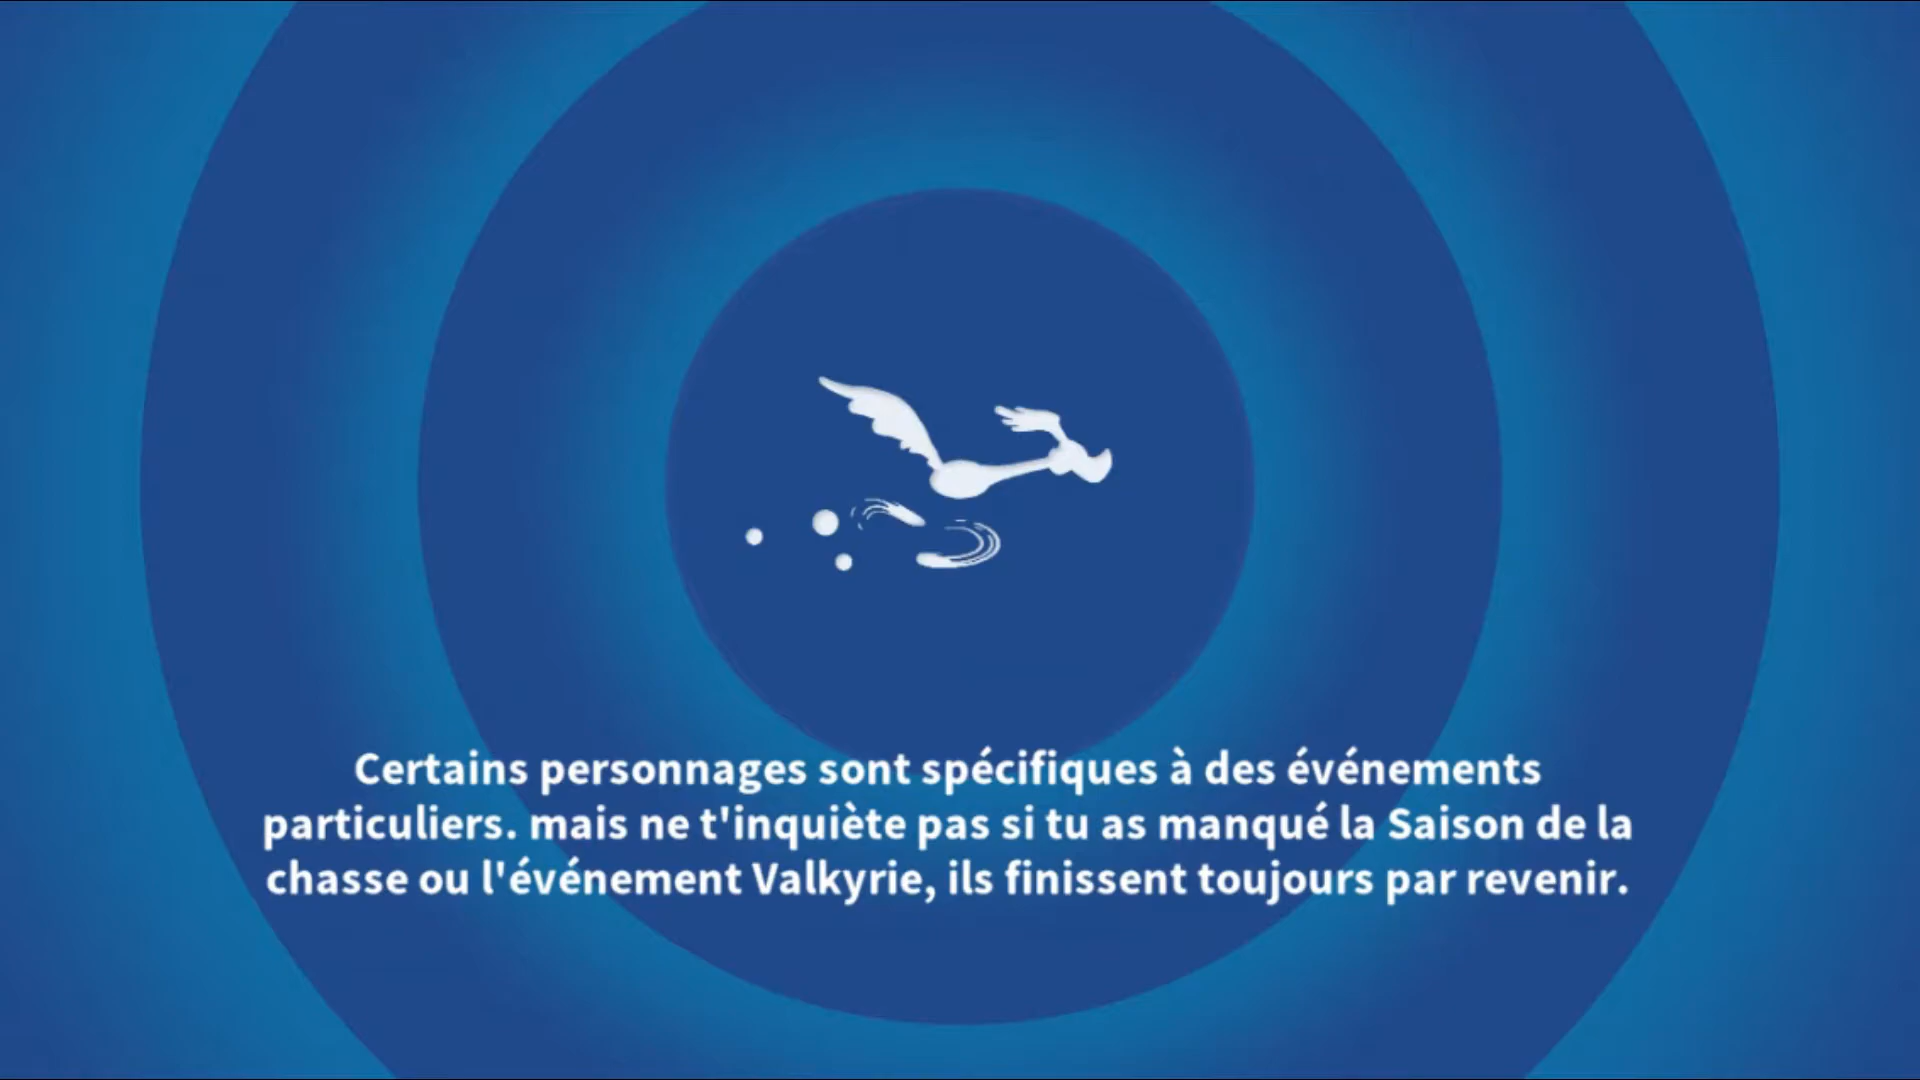 Certains personnages sont spécifiques à des événements
particuliers. mais ne t'inquiète pas si tu as manqué la Saison de la
chasse ou l'événement Valkyrie, ils finissent toujours par revenir.